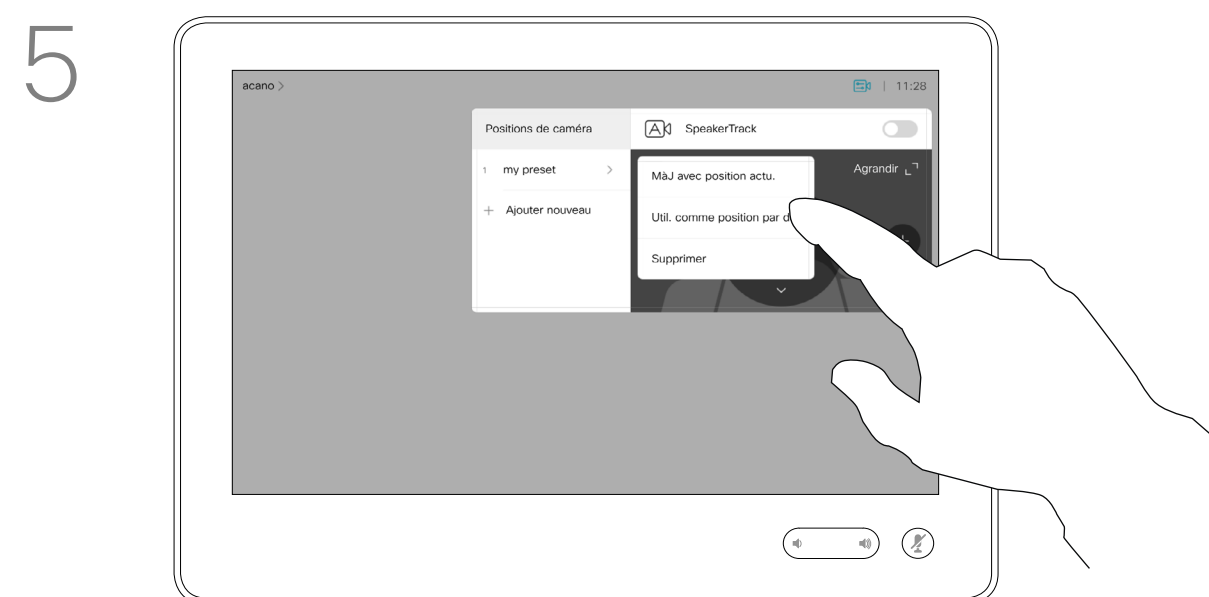 5
acano >
11:28
Positions de caméra
SpeakerTrack
1 my preset >
MàJ avec position actu.
Agrandir
+ Ajouter nouveau
Util. comme position par d
Supprimer